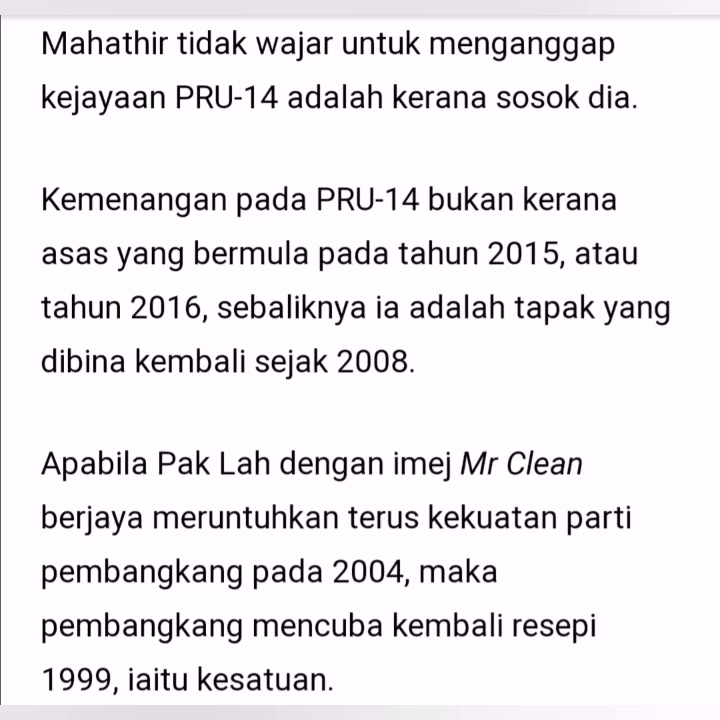 Mahathir tidak wajar untuk menganggap
kejayaan PRU-14 adalah kerana sosok dia.
Kemenangan pada PRU-14 bukan kerana
asas yang bermula pada tahun 2015, atau
tahun 2016, sebaliknya ia adalah tapak yang
dibina kembali sejak 2008.
Apabila Pak Lah dengan imej Mr Clean
berjaya meruntuhkan terus kekuatan parti
pembangkang pada 2004, maka
pembangkang mencuba kembali resepi
1999, iaitu kesatuan.